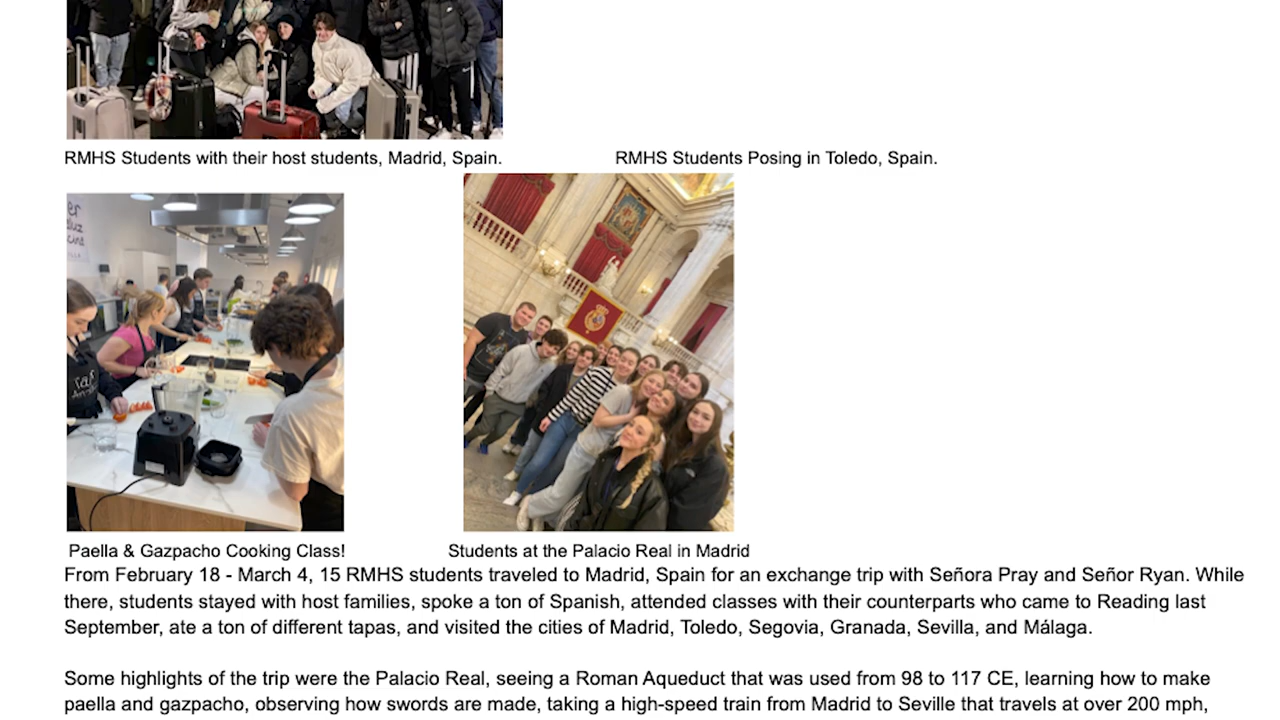 RMHS Students with their host students, Madrid, Spain.
RMHS Students Posing in Toledo, Spain.
Paella & Gazpacho Cooking Class!
Students at the Palacio Real in Madrid
From February 18 - March 4, 15 RMHS students traveled to Madrid, Spain for an exchange trip with Señora Pray and Señor Ryan. While
there, students stayed with host families, spoke a ton of Spanish, attended classes with their counterparts who came to Reading last
September, ate a ton of different tapas, and visited the cities of Madrid, Toledo, Segovia, Granada, Sevilla, and Málaga.
Some highlights of the trip were the Palacio Real, seeing a Roman Aqueduct that was used from 98 to 117 CE, learning how to make
paella and gazpacho, observing how swords are made, taking a high-speed train from Madrid to Seville that travels at over 200 mph,